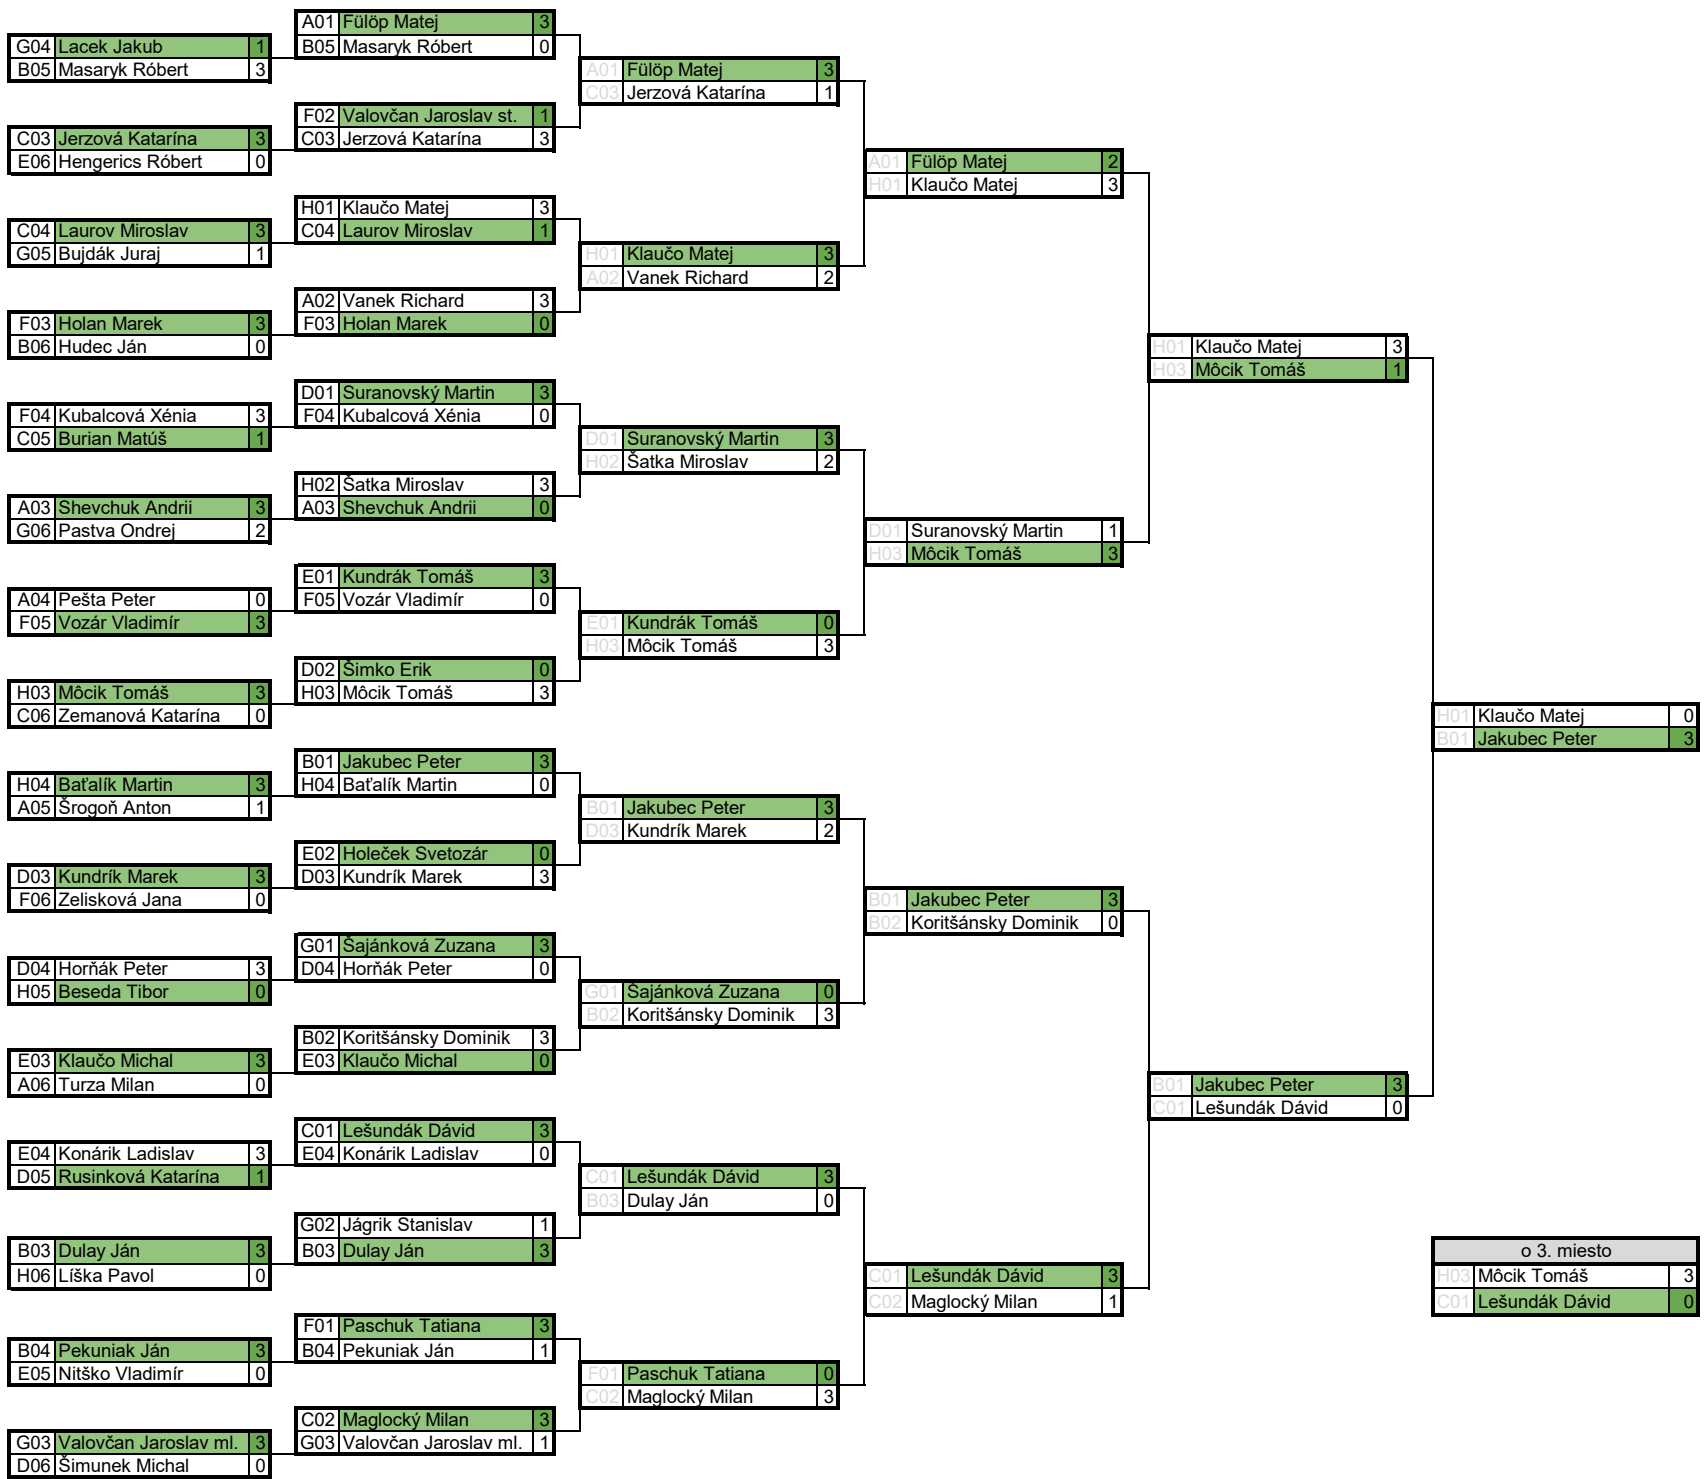 G04 Lacek Jakub 1
B05 Masaryk Róbert 3
C03 Jerzová Katarína 3
E06 Hengerics Róbert 0
C04 Laurov Miroslav 3
G05 Bujdák Juraj 1
F03 Holan Marek 3
B06 Hudec Ján 0
F04 Kubalcová Xénia 3
C05 Burian Matúš 1
A03 Shevchuk Andrii 3
G06 Pastva Ondrej 2
A04 Pešta Peter 0
F05 Vozár Vladimír 3
H03 Môcik Tomáš 3
C06 Zemanová Katarína 0
H04 Baťalík Martin 3
A05 Šrogoň Anton 1
D03 Kundrík Marek 3
F06 Zelisková Jana 0
D04 Horňák Peter 3
H05 Beseda Tibor 0
E03 Klaučo Michal 3
A06 Turza Milan 0
E04 Konárik Ladislav 3
D05 Rusinková Katarína 1
B03 Dulay Ján 3
H06 Líška Pavol 0
B04 Pekuniak Ján 3
E05 Nitško Vladimír 0
G03 Valovčan Jaroslav ml. 3
D06 Šimunek Michal 0
A01 Fülöp Matej 3
B05 Masaryk Róbert 0
F02 Valovčan Jaroslav st. 1
C03 Jerzová Katarína 3
H01 Klaučo Matej 3
C04 Laurov Miroslav 1
A02 Vanek Richard 3
F03 Holan Marek 0
D01 Suranovský Martin 3
F04 Kubalcová Xénia 0
H02 Šatka Miroslav 3
A03 Shevchuk Andrii 0
E01 Kundrák Tomáš 3
F05 Vozár Vladimír 0
D02 Šimko Erik 0
H03 Môcik Tomáš 3
B01 Jakubec Peter 3
H04 Baťalík Martin 0
E02 Holeček Svetozár 0
D03 Kundrík Marek 3
G01 Šajánková Zuzana 3
D04 Horňák Peter 0
B02 Koritšánsky Dominik 3
E03 Klaučo Michal 0
C01 Lešundák Dávid 3
E04 Konárik Ladislav 0
G02 Jágrik Stanislav 1
B03 Dulay Ján 3
F01 Paschuk Tatiana 3
B04 Pekuniak Ján 1
C02 Maglocký Milan 3
G03 Valovčan Jaroslav ml. 1
A01 Fülöp Matej 3
C03 Jerzová Katarína 1
H01 Klaučo Matej 3
A02 Vanek Richard 2
D01 Suranovský Martin 3
H02 Šatka Miroslav 2
E01 Kundrák Tomáš 0
H03 Môcik Tomáš 3
B01 Jakubec Peter 3
D03 Kundrík Marek 2
G01 Šajánková Zuzana 0
B02 Koritšánsky Dominik 3
C01 Lešundák Dávid 3
B03 Dulay Ján 0
F01 Paschuk Tatiana 0
C02 Maglocký Milan 3
A01 Fülöp Matej 2
H01 Klaučo Matej 3
D01 Suranovský Martin 1
H03 Môcik Tomáš 3
B01 Jakubec Peter 3
B02 Koritšánsky Dominik 0
C01 Lešundák Dávid 3
C02 Maglocký Milan 1
H01 Klaučo Matej 3
H03 Môcik Tomáš 1
B01 Jakubec Peter 3
C01 Lešundák Dávid 0
H01 Klaučo Matej 0
B01 Jakubec Peter 3
o 3. miesto
H03 Môcik Tomáš 3
C01 Lešundák Dávid 0